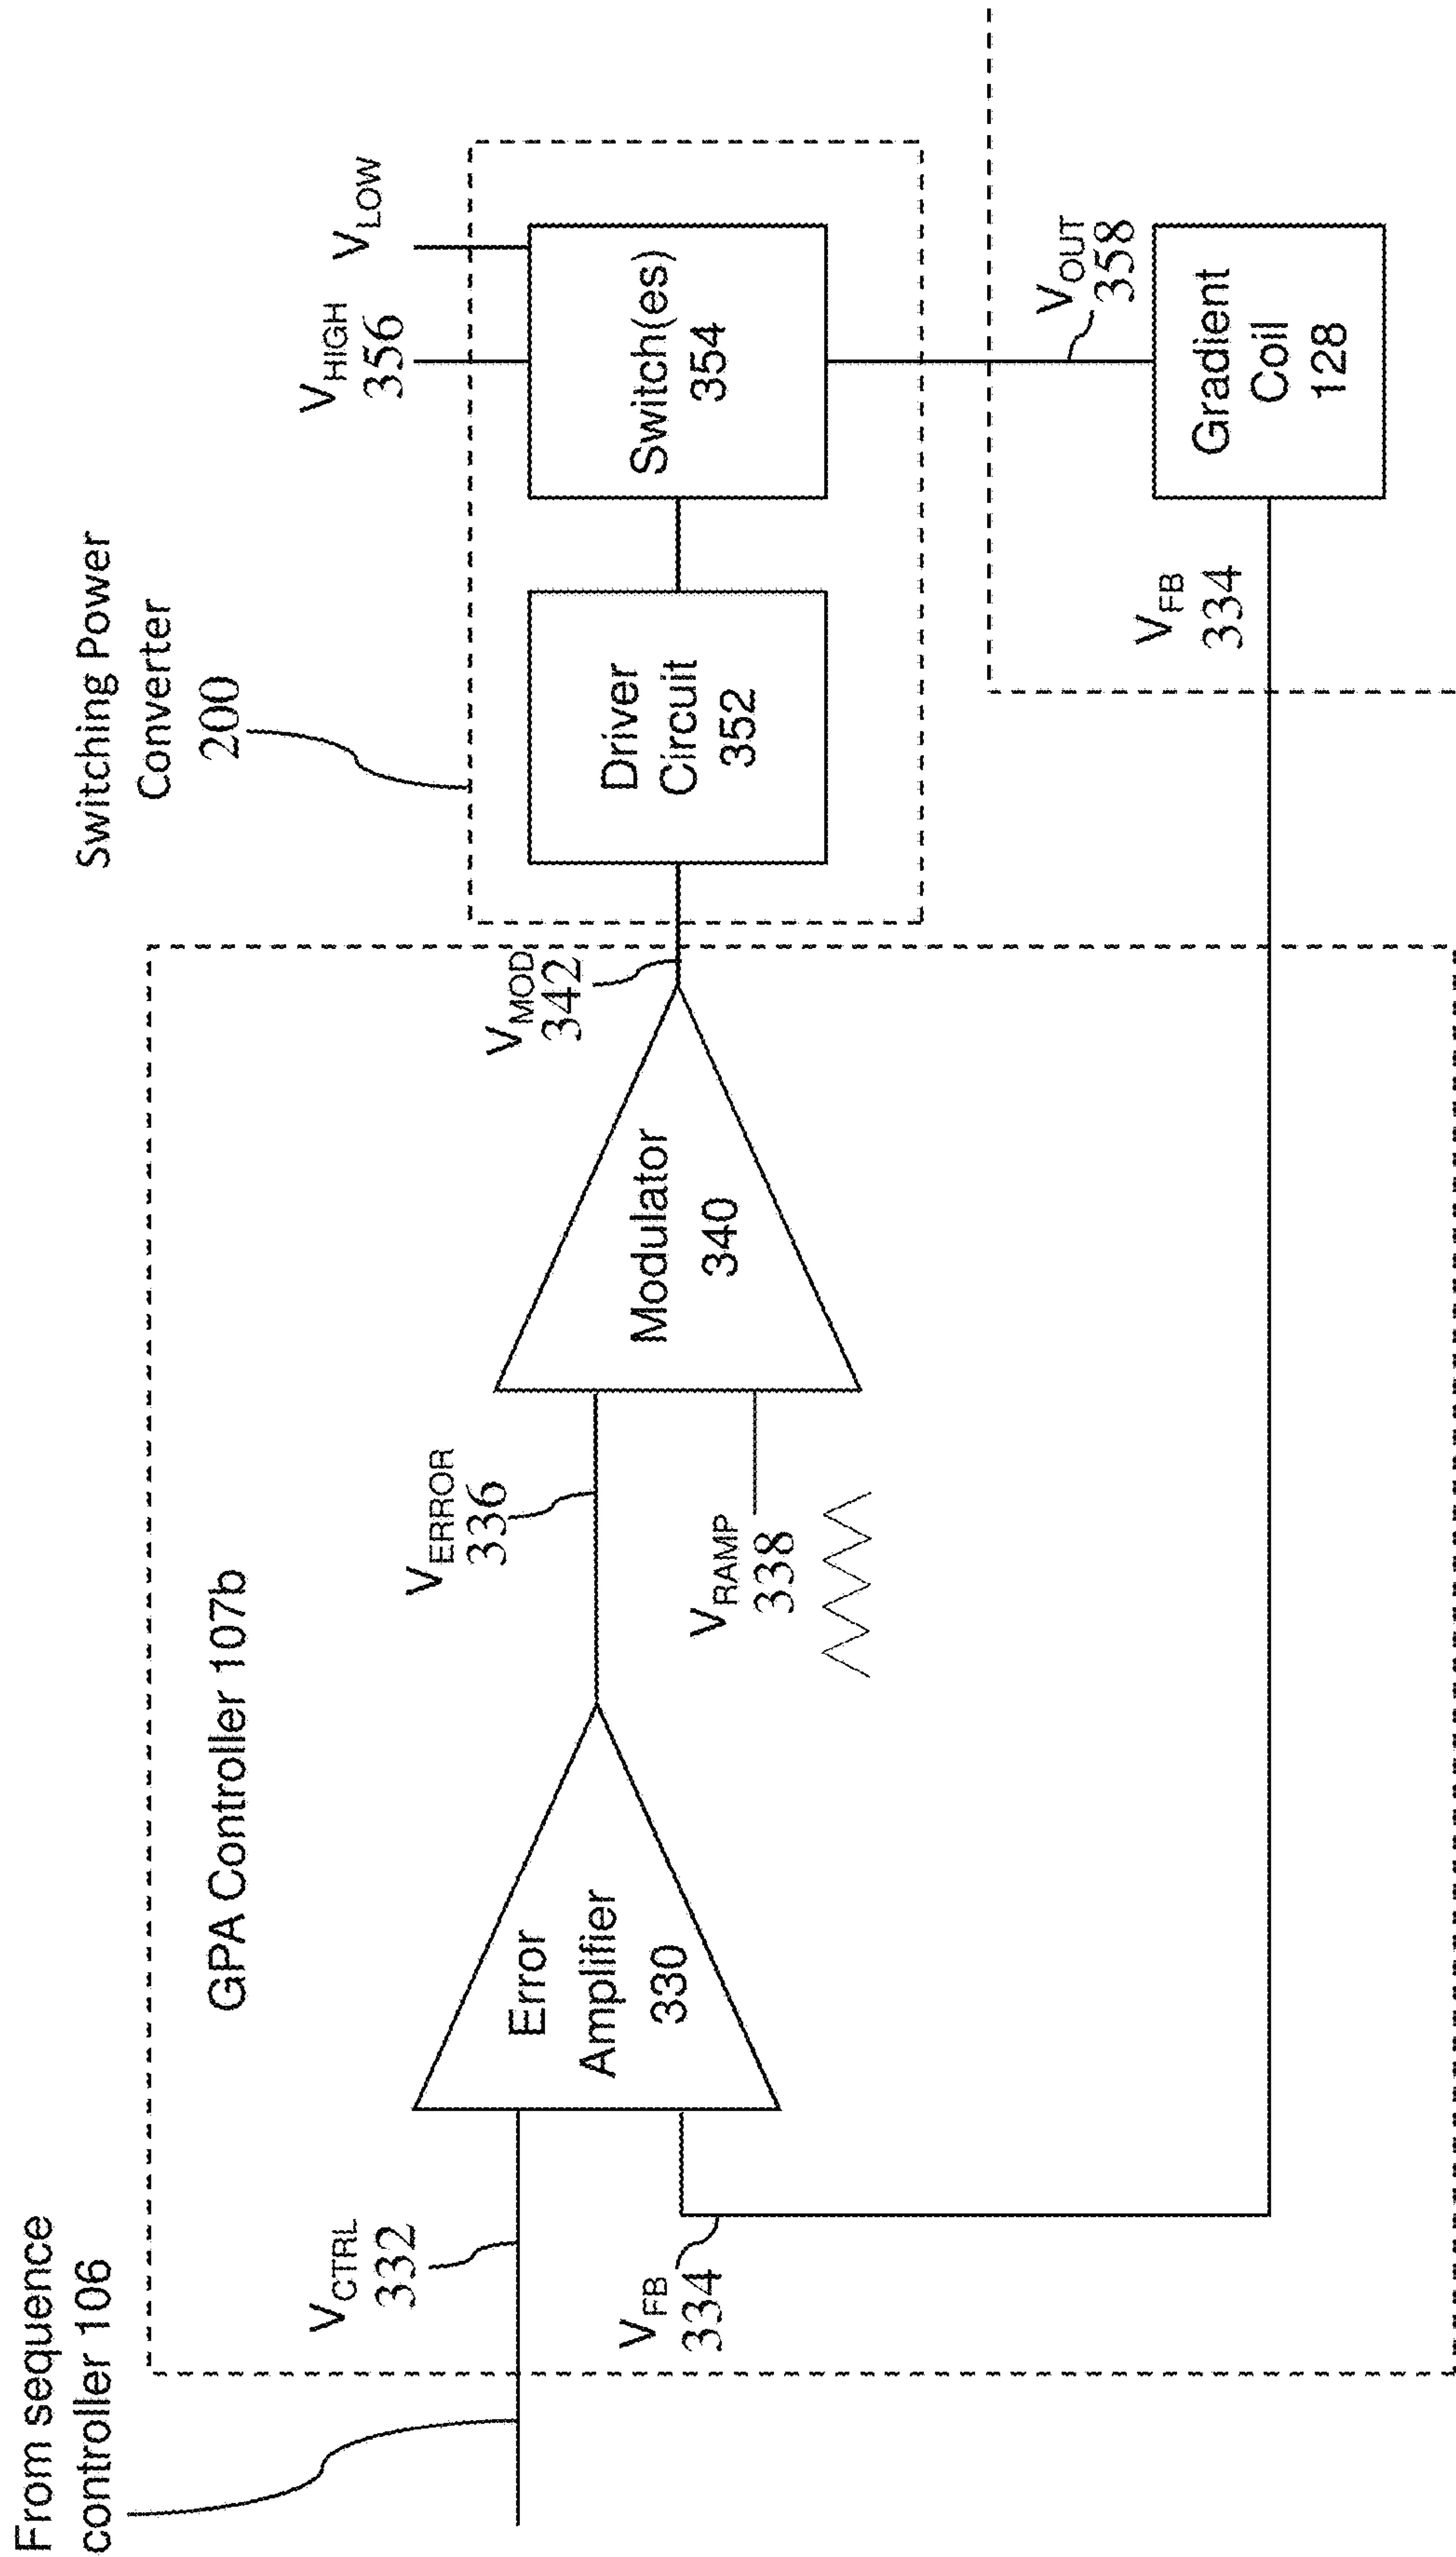 From sequence
controller 106
GPA Controller 107b
Switching Power
Converter
200
V_CTRL
332
V_FB
334
Error
Amplifier
330
V_ERROR
336
V_RAMP
338
Modulator
340
V_MOD
342
Driver
Circuit
352
Switch(es)
354
V_HIGH
356
V_LOW
V_OUT
358
V_FB
334
Gradient
Coil
128